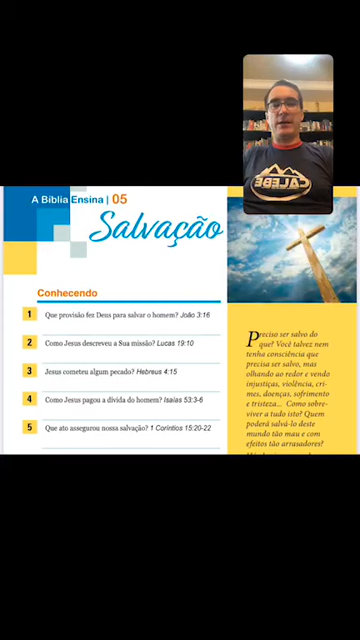 CALEBE
A Bíblia Ensina | 05
Salvação
Conhecendo
1 Que provisão fez Deus para salvar o homem? João 3:16
2 Como Jesus descreveu a Sua missão? Lucas 19:10
3 Jesus cometeu algum pecado? Hebreus 4:15
4 Como Jesus pagou a dívida do homem? Isaías 53:3-6
5 Que ato assegurou nossa salvação? 1 Coríntios 15:20-22
Preciso ser salvo do
que? Você talvez nem
tenha consciência que
precisa ser salvo, mas
olhando ao redor e vendo
injustiças, violência, cri-
mes, doenças, sofrimento
e tristeza... Como sobre-
viver a tudo isto? Quem
poderá salvá-lo deste
mundo tão mau e com
efeitos tão arrasadores?